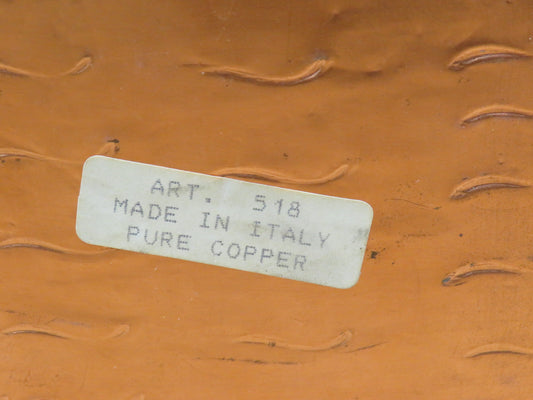 ART. 518
MADE IN ITALY
PURE COPPER